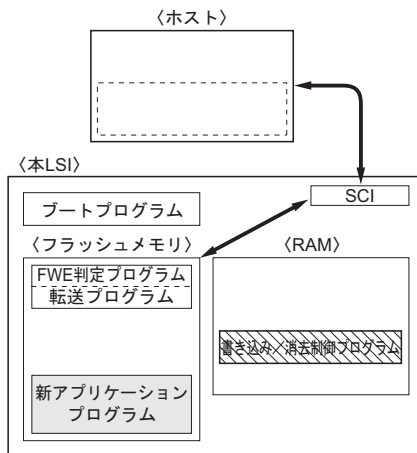 〈ホスト〉
〈本LSI〉
SCI
ブートプログラム
〈フラッシュメモリ〉
〈RAM〉
FWE判定プログラム
転送プログラム
書き込み／消去制御プログラム
新アプリケーション
プログラム